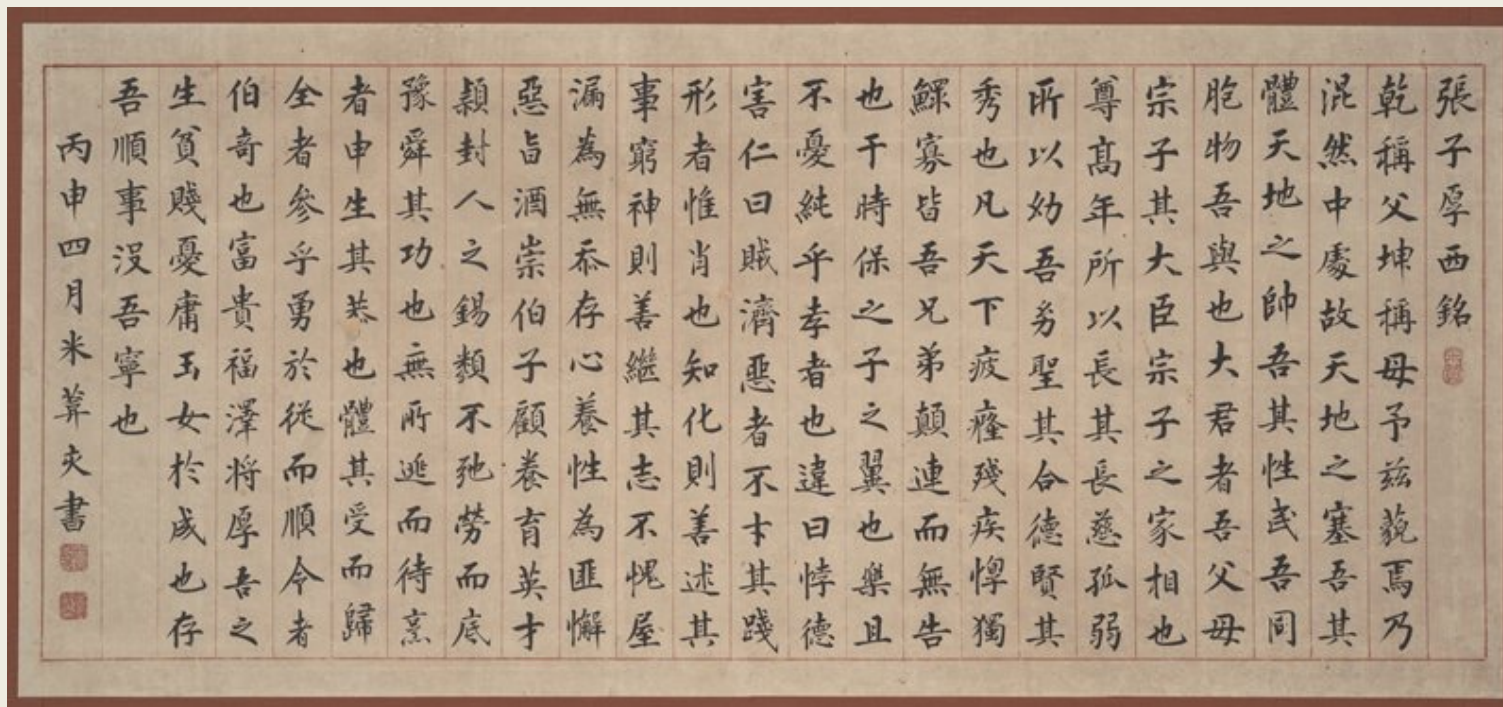 張子厚西銘
乾稱父坤稱母予茲藐焉乃
混然中處故天地之塞吾其
體天地之帥吾其性民吾同
胞物吾與也大君者吾父母
宗子其大臣宗子之家相也
尊高年所以長其長慈孤弱
所以幼吾幼聖其合德賢其
秀也凡天下疲癃殘疾惸獨
鰥寡皆吾兄弟顛連而無告
也于時保之子之翼也樂且
不憂純乎孝者也違曰悖德
害仁曰賊濟惡者不才其踐
形者惟肖也知化則善述其
事窮神則善繼其志不愧屋
漏為無忝存心養性為匪懈
惡旨酒崇伯子顧養育英才
穎封人之錫類不弛勞而底
豫舜其功也無所逃而待烹
者申生其恭也體其受而歸
全者參乎勇於從而順令者
伯奇也富貴福澤将厚吾之
生貧賤憂庸玉女於成也存
吾順事沒吾寧也
丙申四月米萁夾書